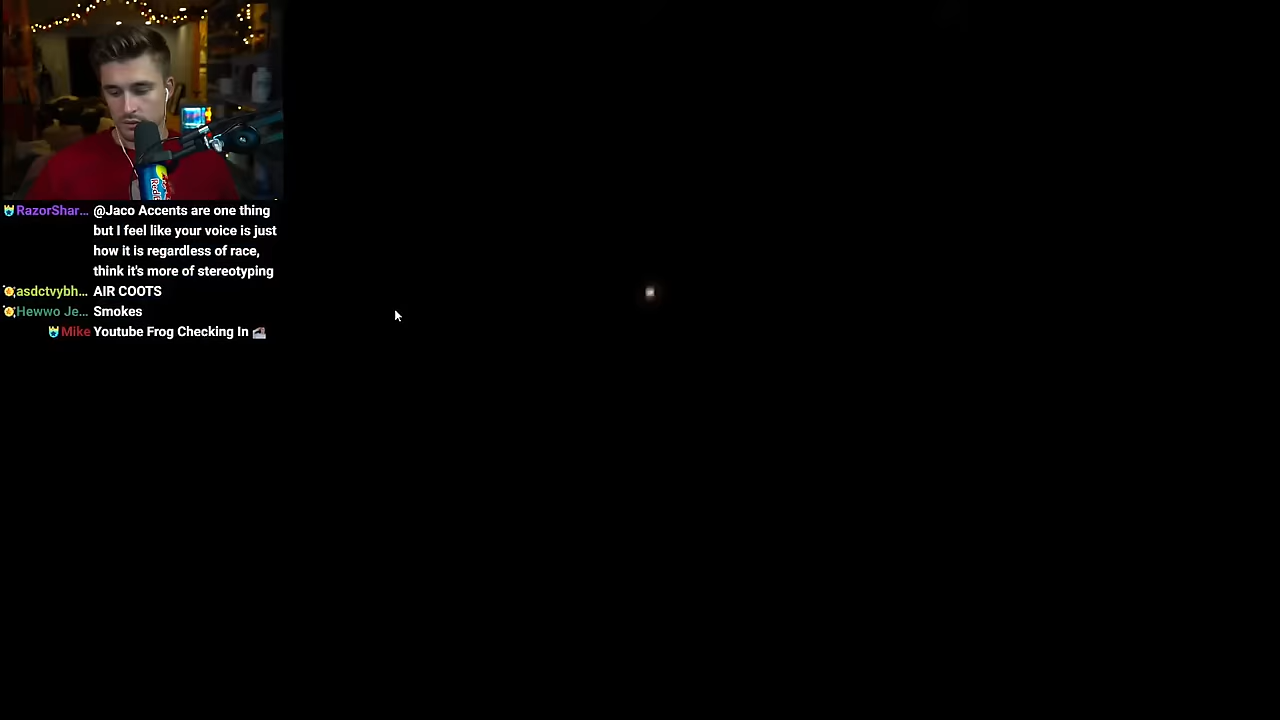 RazorShar... @Jaco Accents are one thing
but I feel like your voice is just
how it is regardless of race,
think it's more of stereotyping
asdctvybh... AIR COOTS
Hewwo Je... Smokes
Mike Youtube Frog Checking In